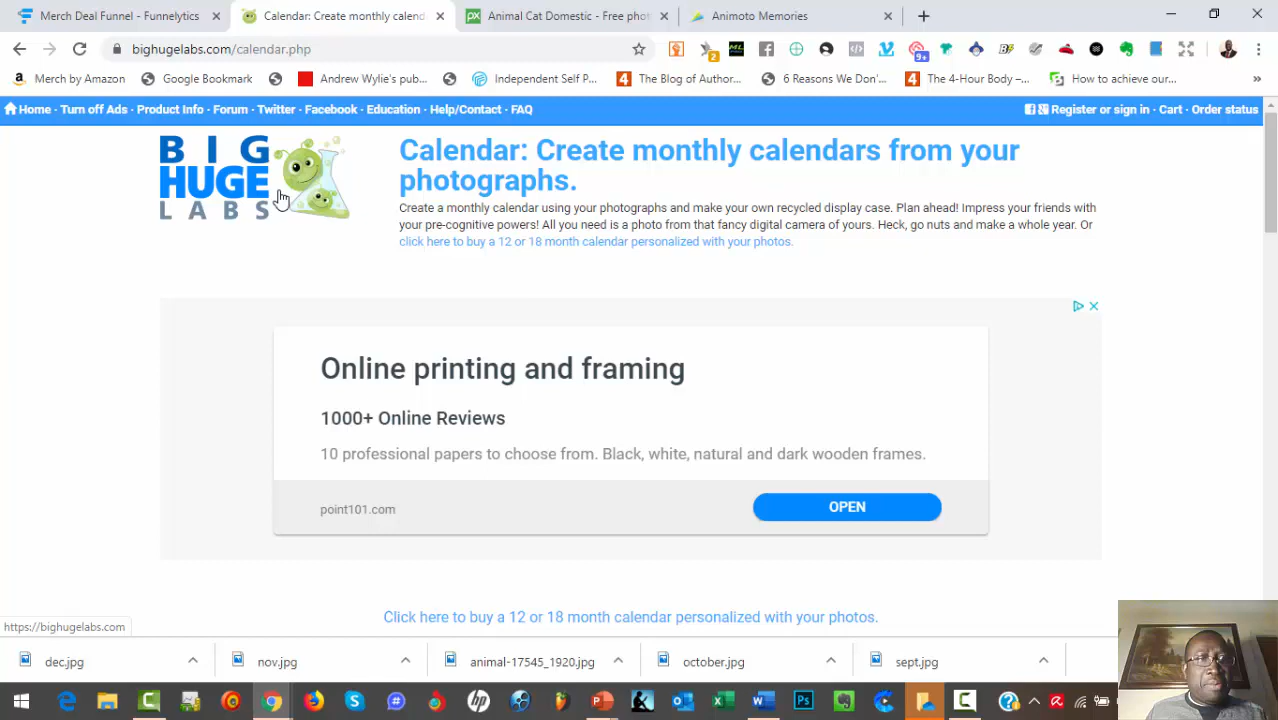 Merch Deal Funnel - Funnelytics
Calendar: Create monthly calend
Animal Cat Domestic - Free phot
Animoto Memories
bighugelabs.com/calendar.php
2
9+
Merch by Amazon
Google Bookmark
Andrew Wylie's pub...
Independent Self P...
The Blog of Author...
6 Reasons We Don'...
The 4-Hour Body –...
How to achieve our...
Home · Turn off Ads · Product Info · Forum · Twitter · Facebook · Education · Help/Contact · FAQ
Register or sign in · Cart · Order status
BIG
HUGE
LABS
Calendar: Create monthly calendars from your
photographs.
Create a monthly calendar using your photographs and make your own recycled display case. Plan ahead! Impress your friends with
your pre-cognitive powers! All you need is a photo from that fancy digital camera of yours. Heck, go nuts and make a whole year. Or
click here to buy a 12 or 18 month calendar personalized with your photos.
Online printing and framing
1000+ Online Reviews
10 professional papers to choose from. Black, white, natural and dark wooden frames.
point101.com
OPEN
Click here to buy a 12 or 18 month calendar personalized with your photos.
https://bighugelabs.com
dec.jpg
nov.jpg
animal-17545_1920.jpg
october.jpg
sept.jpg